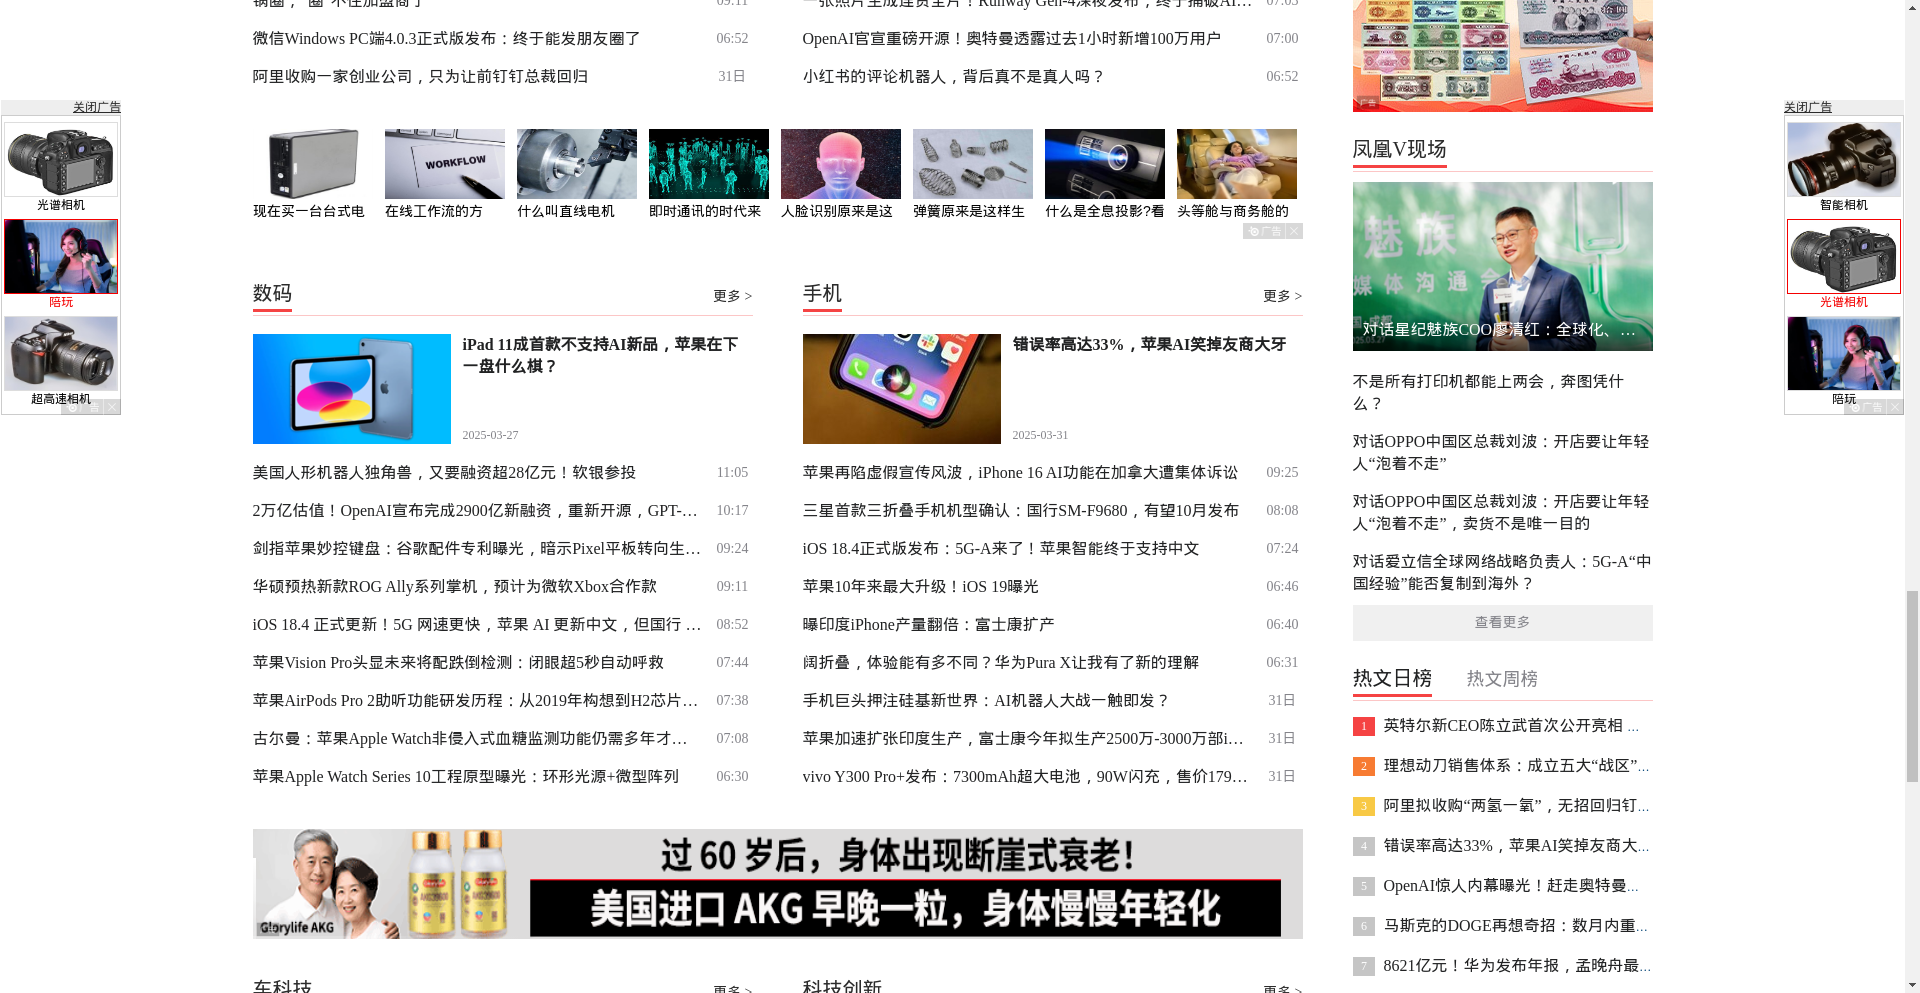 微信Windows PC端4.0.3正式版发布：终于能发朋友圈了 06:52
阿里收购一家创业公司，只为让前钉钉总裁回归 31日
OpenAI官宣重磅开源！奥特曼透露过去1小时新增100万用户 07:00
小红书的评论机器人，背后真不是真人吗？ 06:52
关闭广告
光谱相机
陪玩
超高速相机
广告
WORKFLOW
现在买一台台式电
在线工作流的方
什么叫直线电机
即时通讯的时代来
人脸识别原来是这
弹簧原来是这样生
什么是全息投影?看
头等舱与商务舱的
广告
数码
更多 >
iPad 11成首款不支持AI新品，苹果在下
一盘什么棋？
2025-03-27
美国人形机器人独角兽，又要融资超28亿元！软银参投 11:05
2万亿估值！OpenAI宣布完成2900亿新融资，重新开源，GPT-… 10:17
剑指苹果妙控键盘：谷歌配件专利曝光，暗示Pixel平板转向生… 09:24
华硕预热新款ROG Ally系列掌机，预计为微软Xbox合作款 09:11
iOS 18.4 正式更新！5G 网速更快，苹果 AI 更新中文，但国行 … 08:52
苹果Vision Pro头显未来将配跌倒检测：闭眼超5秒自动呼救 07:44
苹果AirPods Pro 2助听功能研发历程：从2019年构想到H2芯片… 07:38
古尔曼：苹果Apple Watch非侵入式血糖监测功能仍需多年才… 07:08
苹果Apple Watch Series 10工程原型曝光：环形光源+微型阵列 06:30
手机
更多 >
错误率高达33%，苹果AI笑掉友商大牙
2025-03-31
苹果再陷虚假宣传风波，iPhone 16 AI功能在加拿大遭集体诉讼 09:25
三星首款三折叠手机机型确认：国行SM-F9680，有望10月发布 08:08
iOS 18.4正式版发布：5G-A来了！苹果智能终于支持中文 07:24
苹果10年来最大升级！iOS 19曝光 06:46
曝印度iPhone产量翻倍：富士康扩产 06:40
阔折叠，体验能有多不同？华为Pura X让我有了新的理解 06:31
手机巨头押注硅基新世界：AI机器人大战一触即发？ 31日
苹果加速扩张印度生产，富士康今年拟生产2500万-3000万部i… 31日
vivo Y300 Pro+发布：7300mAh超大电池，90W闪充，售价179… 31日
过 60 岁后，身体出现断崖式衰老！
美国进口 AKG 早晚一粒，身体慢慢年轻化
Glorylife AKG
车科技
更多 >
科技创新
更多 >
广告
凤凰V现场
魅族
媒体沟通会
对话星纪魅族COO廖清红：全球化、…
不是所有打印机都能上两会，奔图凭什
么？
对话OPPO中国区总裁刘波：开店要让年轻
人“泡着不走”
对话OPPO中国区总裁刘波：开店要让年轻
人“泡着不走”，卖货不是唯一目的
对话爱立信全球网络战略负责人：5G-A“中
国经验”能否复制到海外？
查看更多
热文日榜
热文周榜
1 英特尔新CEO陈立武首次公开亮相 ...
2 理想动刀销售体系：成立五大“战区”...
3 阿里拟收购“两氢一氧”，无招回归钉...
4 错误率高达33%，苹果AI笑掉友商大...
5 OpenAI惊人内幕曝光！赶走奥特曼...
6 马斯克的DOGE再想奇招：数月内重...
7 8621亿元！华为发布年报，孟晚舟最...
关闭广告
智能相机
光谱相机
陪玩
广告